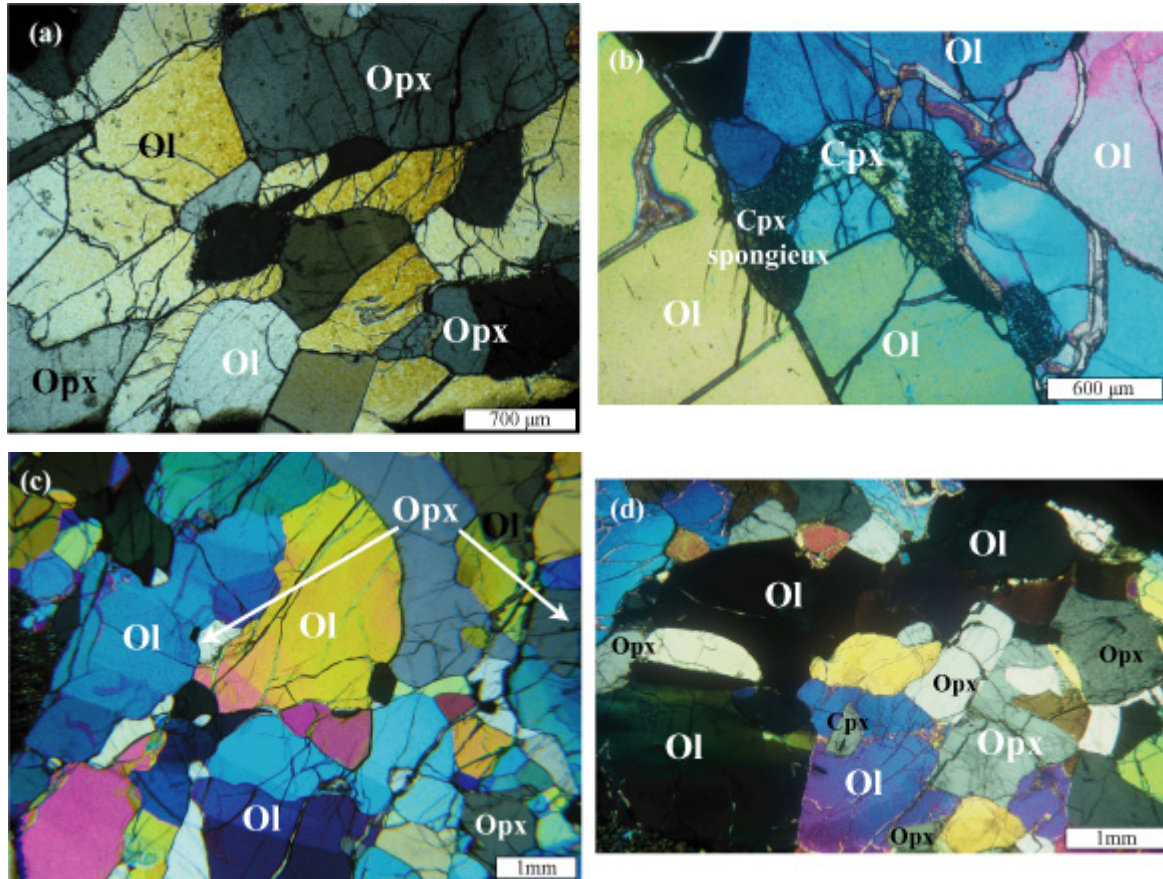 (a)
Opx
Ol
Opx
Ol
Opx
700 μm
(b)
Ol
Cpx
Ol
Cpx
spongieux
Ol
Ol
600 μm
(c)
Opx
Ol
Ol
Ol
Ol
Opx
1mm
(d)
Ol
Ol
Opx
Opx
Opx
Cpx
Opx
Ol
Ol
Opx
1mm